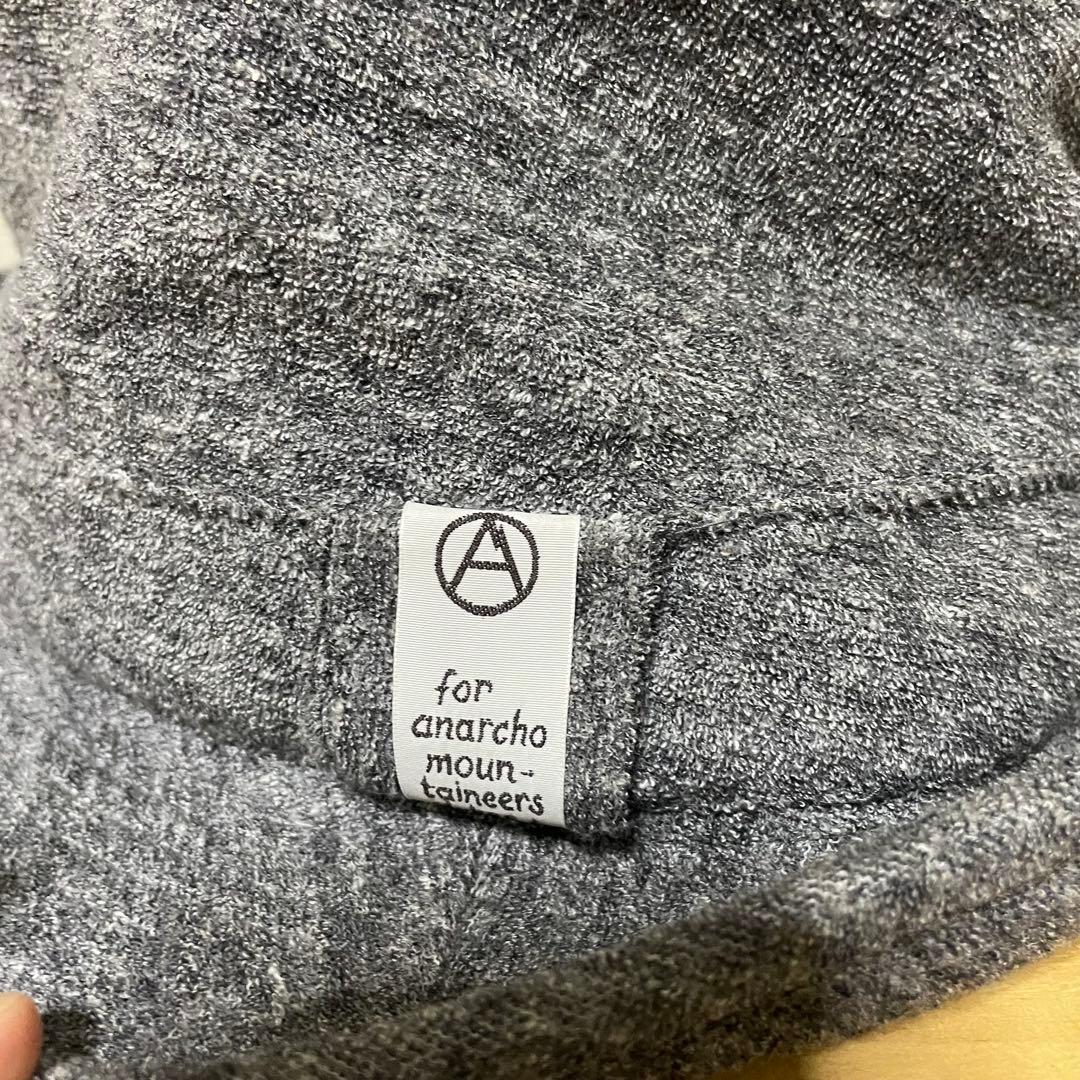 for
anarcho
moun-
taineers